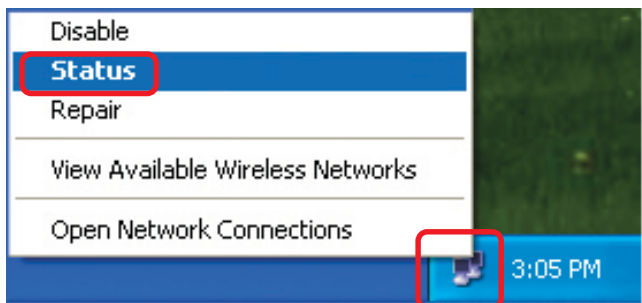 Disable
Status
Repair
View Available Wireless Networks
Open Network Connections
3:05 PM